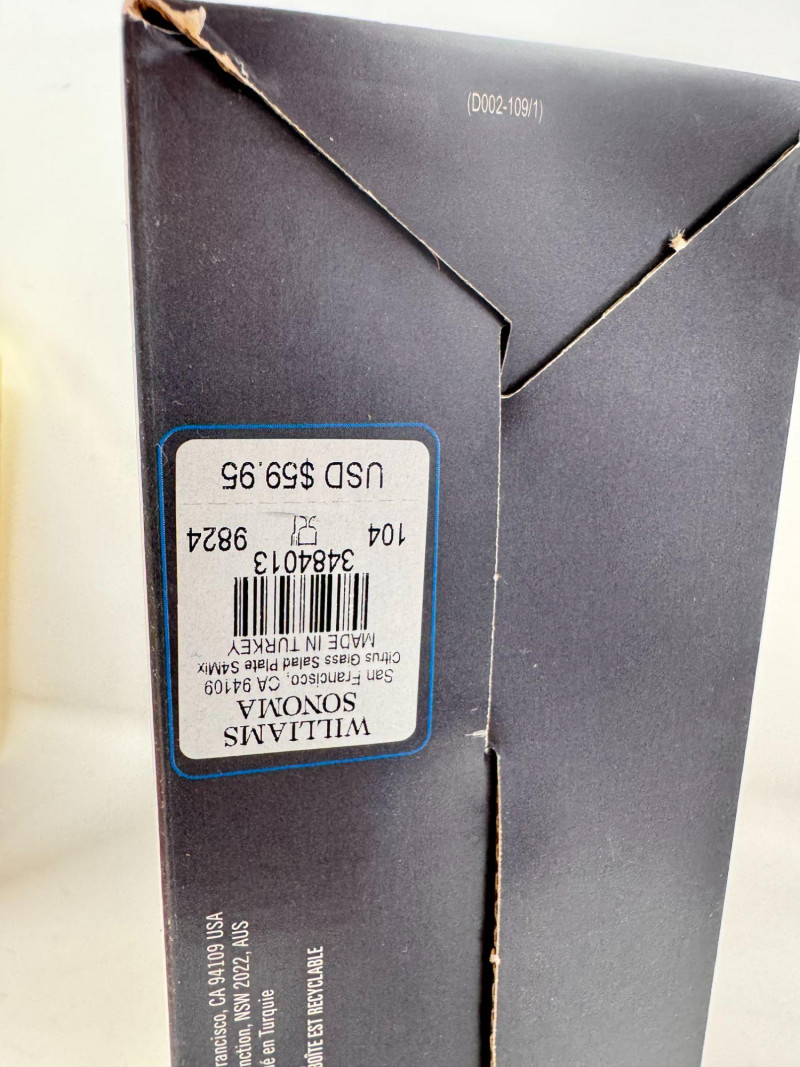 (D002-109/1)
WILLIAMS
SONOMA
San Francisco, CA 94109
Citrus Glass Salad Plate S4Mix
MADE IN TURKEY
3484013
104 9824
USD $59.95
rancisco, CA 94109 USA
nction, NSW 2022, AUS
é en Turquie
BOÎTE EST RECYCLABLE